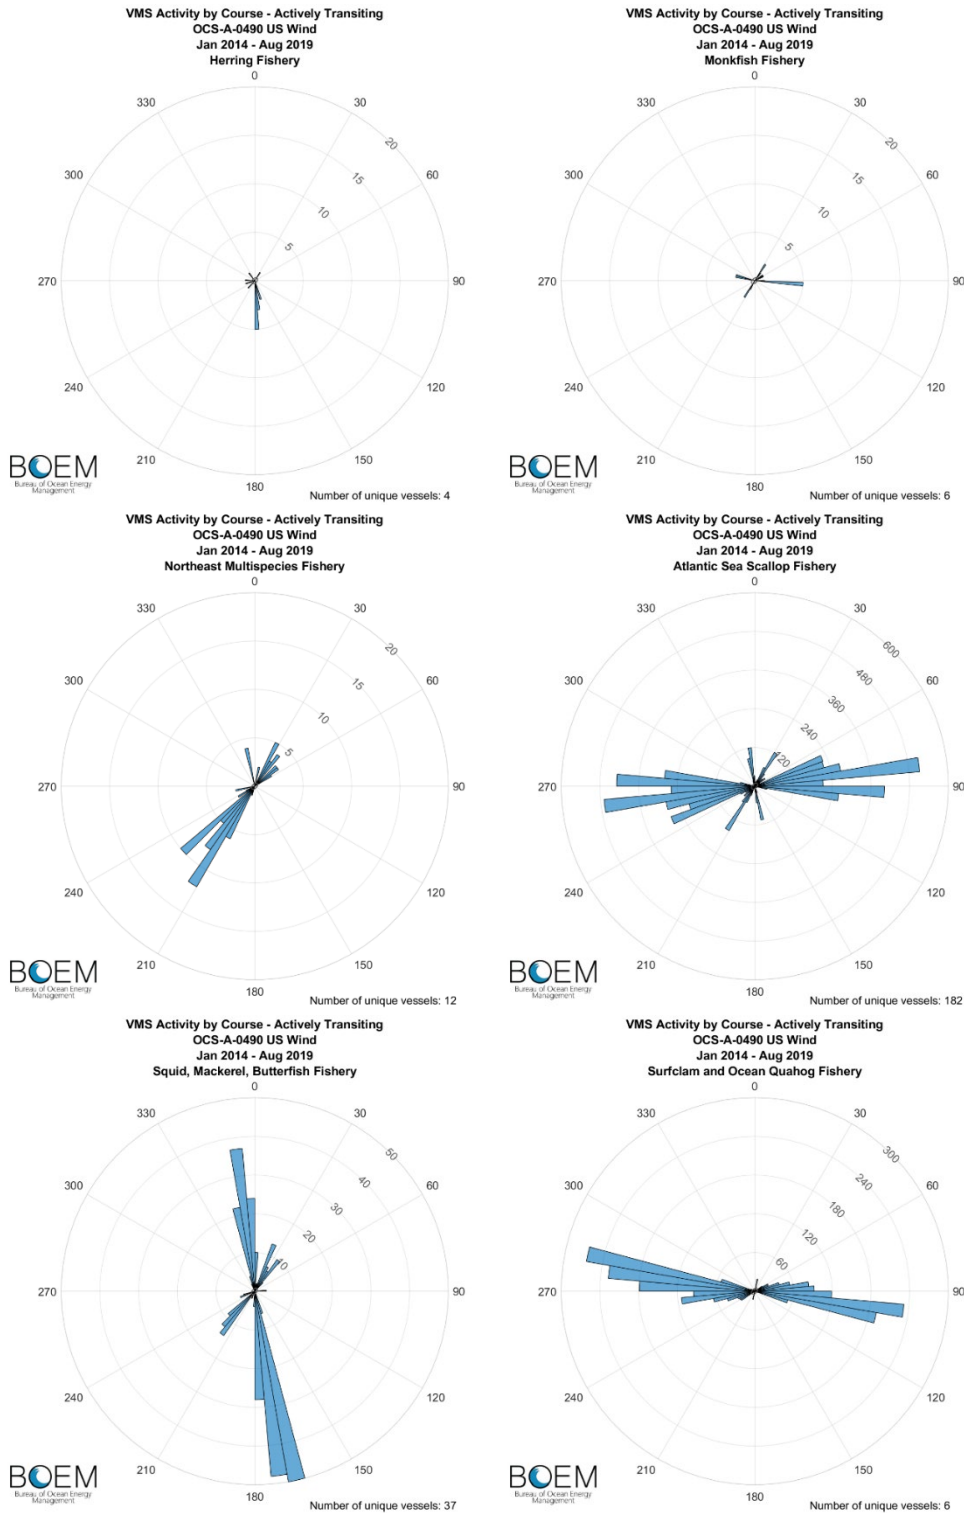 VMS Activity by Course - Actively Transiting
OCS-A-0490 US Wind
Jan 2014 - Aug 2019
Herring Fishery
0
330
30
20
300
15
60
10
5
270
90
240
120
210
150
180
BOEM
Bureau of Ocean Energy
Management
Number of unique vessels: 4
VMS Activity by Course - Actively Transiting
OCS-A-0490 US Wind
Jan 2014 - Aug 2019
Monkfish Fishery
0
330
30
20
300
15
60
10
5
270
90
240
120
210
150
180
BOEM
Bureau of Ocean Energy
Management
Number of unique vessels: 6
VMS Activity by Course - Actively Transiting
OCS-A-0490 US Wind
Jan 2014 - Aug 2019
Northeast Multispecies Fishery
0
330
30
20
300
15
60
10
5
270
90
240
120
210
150
180
BOEM
Bureau of Ocean Energy
Management
Number of unique vessels: 12
VMS Activity by Course - Actively Transiting
OCS-A-0490 US Wind
Jan 2014 - Aug 2019
Atlantic Sea Scallop Fishery
0
330
30
600
480
300
60
360
240
120
270
90
240
120
210
150
180
BOEM
Bureau of Ocean Energy
Management
Number of unique vessels: 182
VMS Activity by Course - Actively Transiting
OCS-A-0490 US Wind
Jan 2014 - Aug 2019
Squid, Mackerel, Butterfish Fishery
0
330
30
50
40
300
60
30
20
10
270
90
240
120
210
150
180
BOEM
Bureau of Ocean Energy
Management
Number of unique vessels: 37
VMS Activity by Course - Actively Transiting
OCS-A-0490 US Wind
Jan 2014 - Aug 2019
Surfclam and Ocean Quahog Fishery
0
330
30
300
240
300
60
180
120
60
270
90
240
120
210
150
180
BOEM
Bureau of Ocean Energy
Management
Number of unique vessels: 6